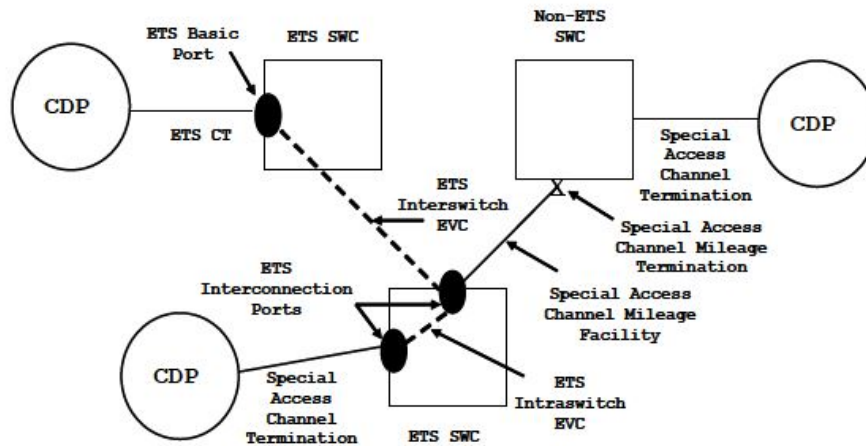 ETS Basic
Port
ETS SWC
Non-ETS
SWC
CDP
ETS CT
CDP
Special
Access
Channel
Termination
ETS
Interswitch
EVC
X
Special Access
Channel Mileage
Termination
ETS
Interconnection
Ports
Special Access
Channel Mileage
Facility
CDP
Special
Access
Channel
Termination
ETS
Intraswitch
EVC
ETS SWC